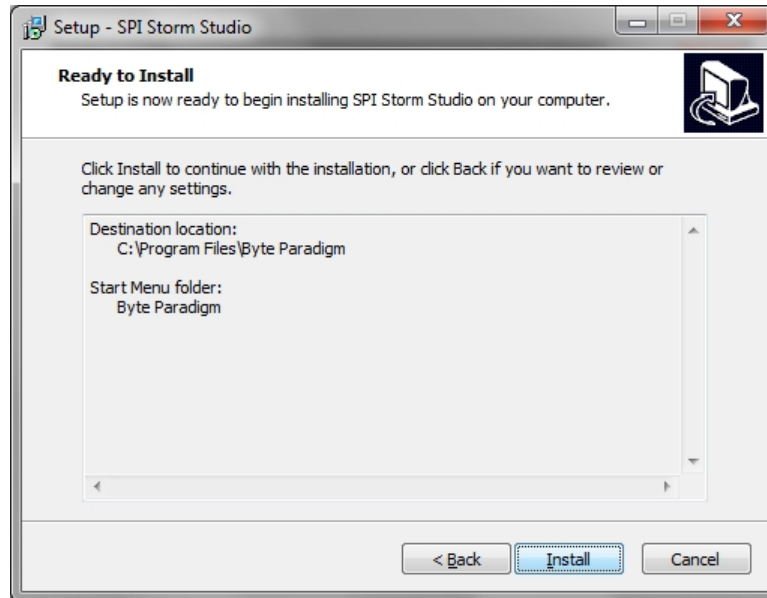 Setup - SPI Storm Studio
Ready to Install
Setup is now ready to begin installing SPI Storm Studio on your computer.
Click Install to continue with the installation, or click Back if you want to review or
change any settings.
Destination location:
C:\Program Files\Byte Paradigm
Start Menu folder:
Byte Paradigm
< Back
Install
Cancel